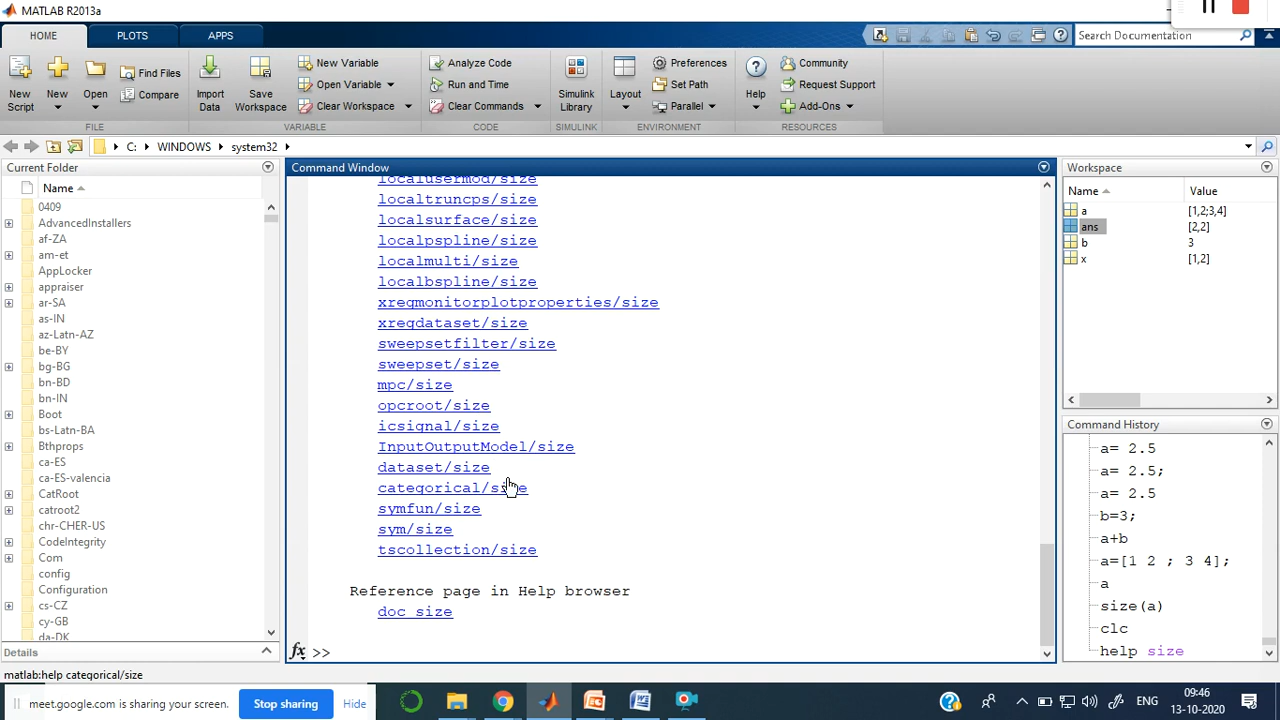 MATLAB R2013a
HOME PLOTS APPS Search Documentation
New Script New Open Find Files Compare
Import Data Save Workspace New Variable Open Variable Clear Workspace
Analyze Code Run and Time Clear Commands
Simulink Library Layout Preferences Set Path Parallel
Help Community Request Support Add-Ons
FILE VARIABLE CODE SIMULINK ENVIRONMENT RESOURCES
C: WINDOWS system32
Current Folder
Name
0409
AdvancedInstallers
af-ZA
am-et
AppLocker
appraiser
ar-SA
as-IN
az-Latn-AZ
be-BY
bg-BG
bn-BD
bn-IN
Boot
bs-Latn-BA
Bthprops
ca-ES
ca-ES-valencia
CatRoot
catroot2
chr-CHER-US
CodeIntegrity
Com
config
Configuration
cs-CZ
cy-GB
da-DK
Details
Command Window
localusermod/size
localtruncps/size
localsurface/size
localpspline/size
localmulti/size
localbspline/size
xregmonitorplotproperties/size
xregdataset/size
sweepsetfilter/size
sweepset/size
mpc/size
opcroot/size
icsignal/size
InputOutputModel/size
dataset/size
categorical/size
symfun/size
sym/size
tscollection/size
Reference page in Help browser
doc size
fx >>
Workspace
Name Value
a [1,2;3,4]
ans [2,2]
b 3
x [1,2]
Command History
a= 2.5
a= 2.5;
a= 2.5
b=3;
a+b
a=[1 2 ; 3 4];
a
size(a)
clc
help size
matlab:help categorical/size
meet.google.com is sharing your screen. Stop sharing Hide
ENG
09:46
13-10-2020